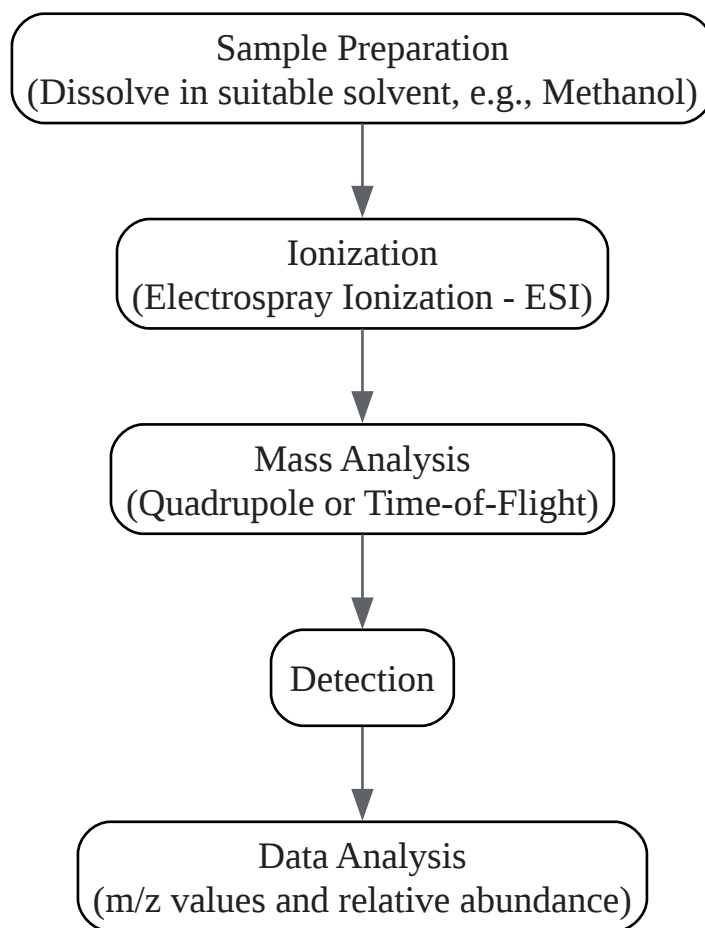 Sample Preparation
(Dissolve in suitable solvent, e.g., Methanol)
Ionization
(Electrospray Ionization - ESI)
Mass Analysis
(Quadrupole or Time-of-Flight)
Detection
Data Analysis
(m/z values and relative abundance)